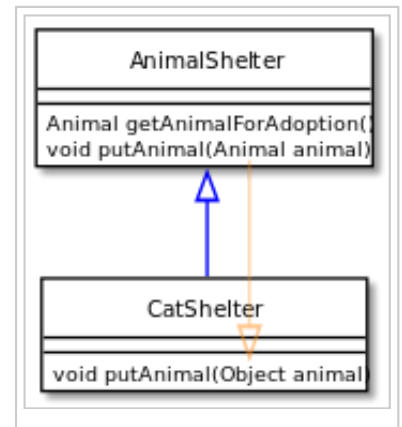 AnimalShelter
Animal getAnimalForAdoption()
void putAnimal(Animal animal)
CatShelter
void putAnimal(Object animal)